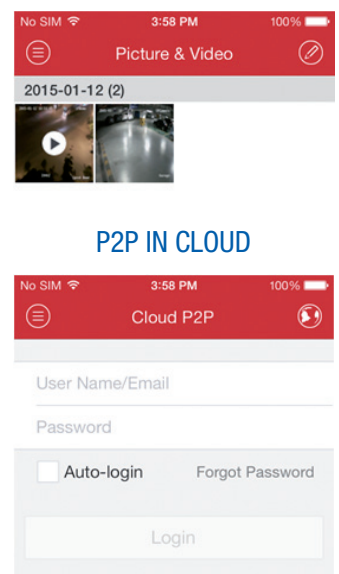 No SIM 3:58 PM 100%
Picture & Video
2015-01-12 (2)
P2P IN CLOUD
No SIM 3:58 PM 100%
Cloud P2P
User Name/Email
Password
Auto-login Forgot Password
Login